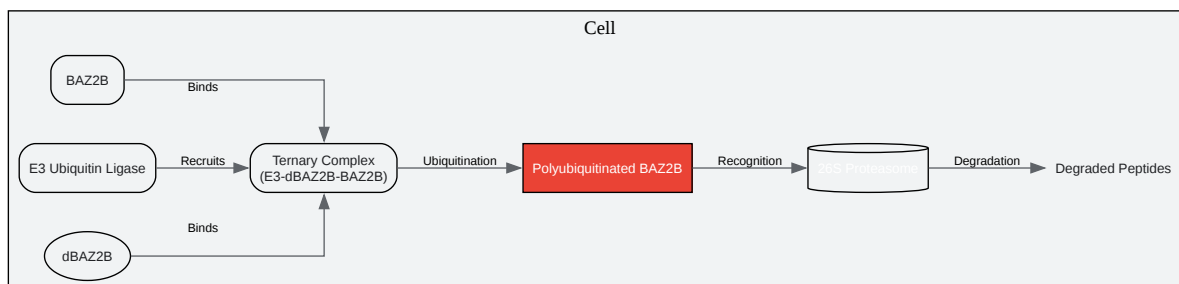 Cell
BAZ2B
Binds
E3 Ubiquitin Ligase
Recruits
Ternary Complex
(E3-dBAZ2B-BAZ2B)
Ubiquitination
Polyubiquitinated BAZ2B
Recognition
26S Proteasome
Degradation
Degraded Peptides
Binds
dBAZ2B